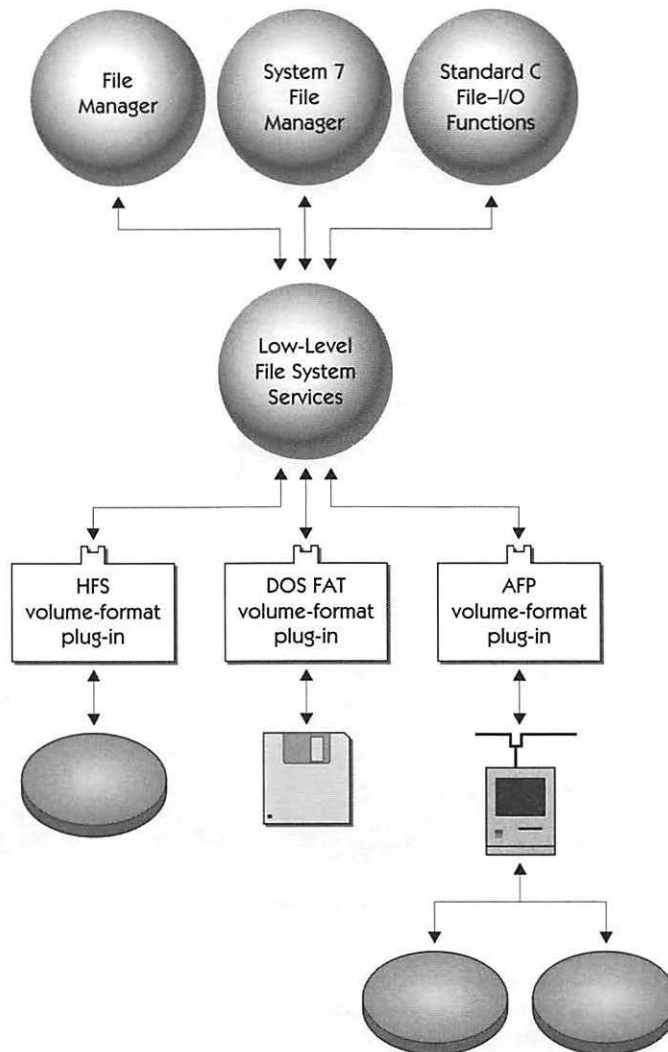 File
Manager
System 7
File
Manager
Standard C
File–I/O
Functions
Low-Level
File System
Services
HFS
volume-format
plug-in
DOS FAT
volume-format
plug-in
AFP
volume-format
plug-in